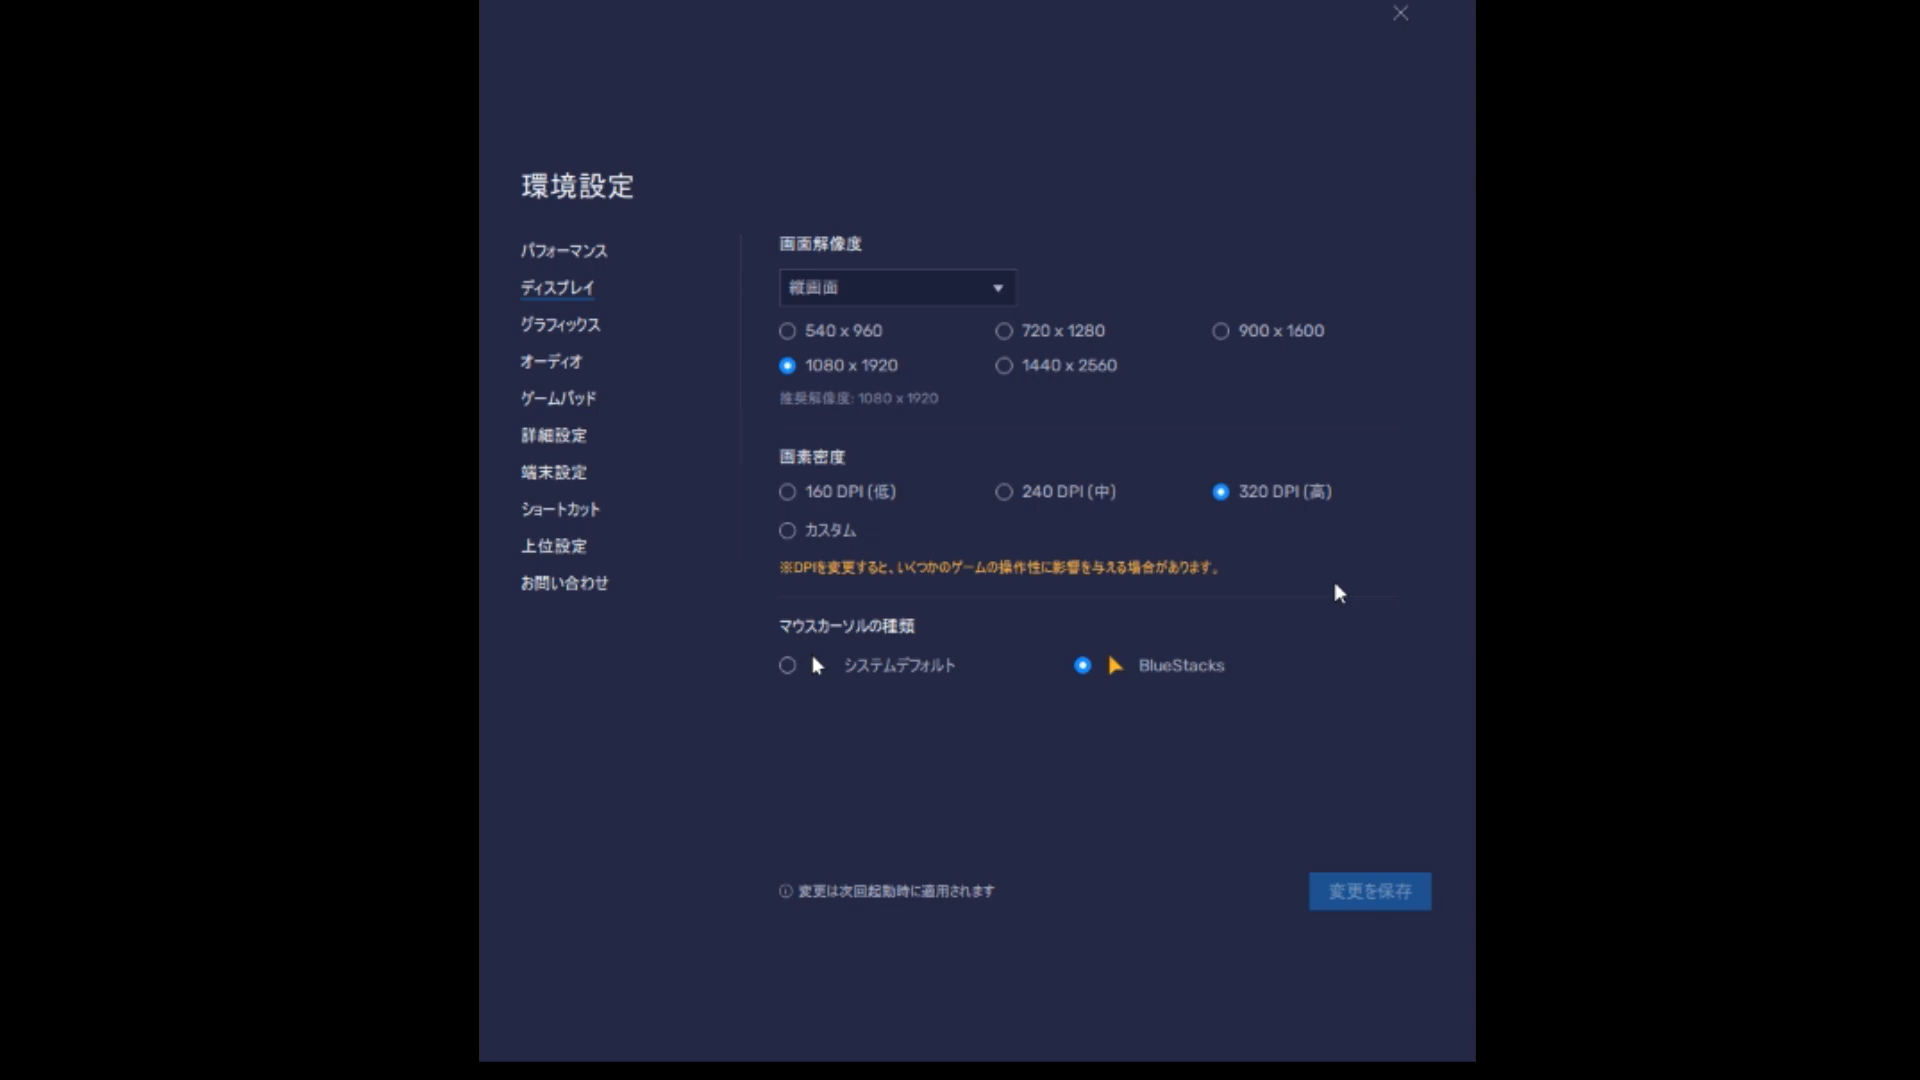 環境設定
パフォーマンス
ディスプレイ
グラフィックス
オーディオ
ゲームパッド
詳細設定
端末設定
ショートカット
上位設定
お問い合わせ
画面解像度
縦画面
540 x 960
720 x 1280
900 x 1600
1080 x 1920
1440 x 2560
推奨解像度: 1080 x 1920
画素密度
160 DPI (低)
240 DPI (中)
320 DPI (高)
カスタム
※DPIを変更すると、いくつかのゲームの操作性に影響を与える場合があります。
マウスカーソルの種類
システムデフォルト
BlueStacks
変更は次回起動時に適用されます
変更を保存